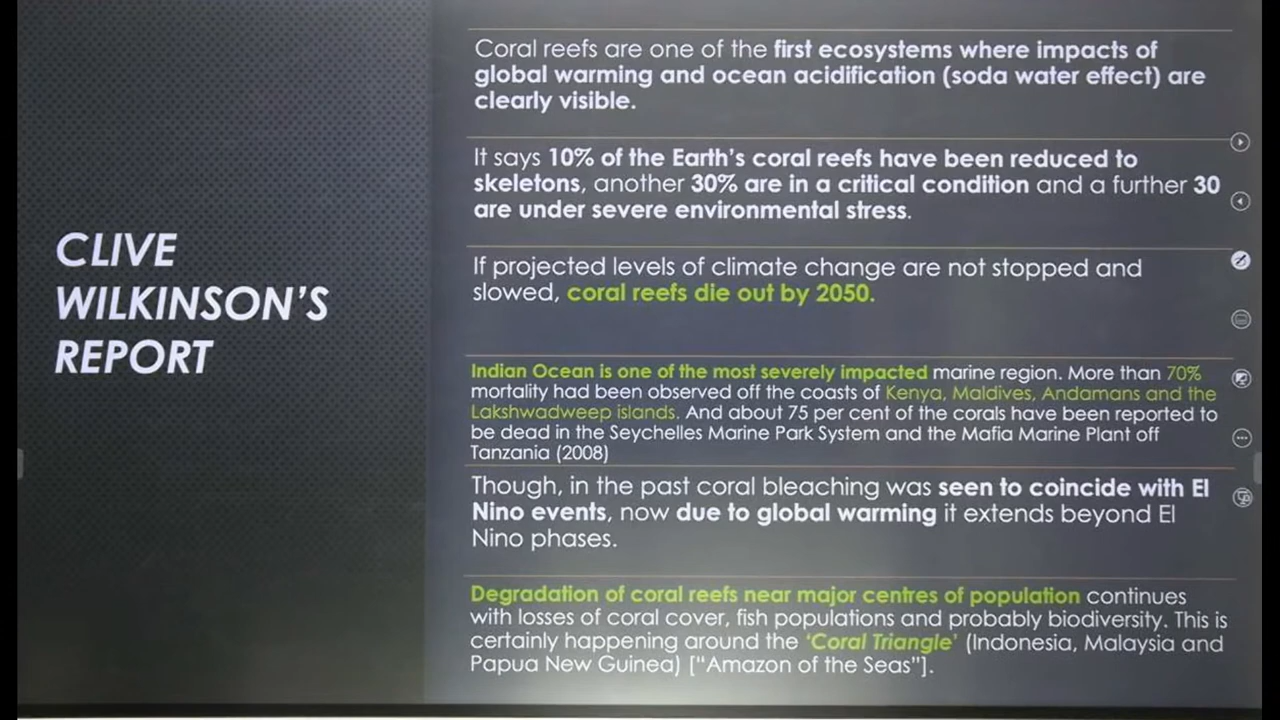 CLIVE
WILKINSON'S
REPORT
Coral reefs are one of the first ecosystems where impacts of
global warming and ocean acidification (soda water effect) are
clearly visible.
It says 10% of the Earth's coral reefs have been reduced to
skeletons, another 30% are in a critical condition and a further 30
are under severe environmental stress.
If projected levels of climate change are not stopped and
slowed, coral reefs die out by 2050.
Indian Ocean is one of the most severely impacted marine region. More than 70%
mortality had been observed off the coasts of Kenya, Maldives, Andamans and the
Lakshwadweep islands. And about 75 per cent of the corals have been reported to
be dead in the Seychelles Marine Park System and the Mafia Marine Plant off
Tanzania (2008)
Though, in the past coral bleaching was seen to coincide with El
Nino events, now due to global warming it extends beyond El
Nino phases.
Degradation of coral reefs near major centres of population continues
with losses of coral cover, fish populations and probably biodiversity. This is
certainly happening around the 'Coral Triangle' (Indonesia, Malaysia and
Papua New Guinea) ["Amazon of the Seas"].